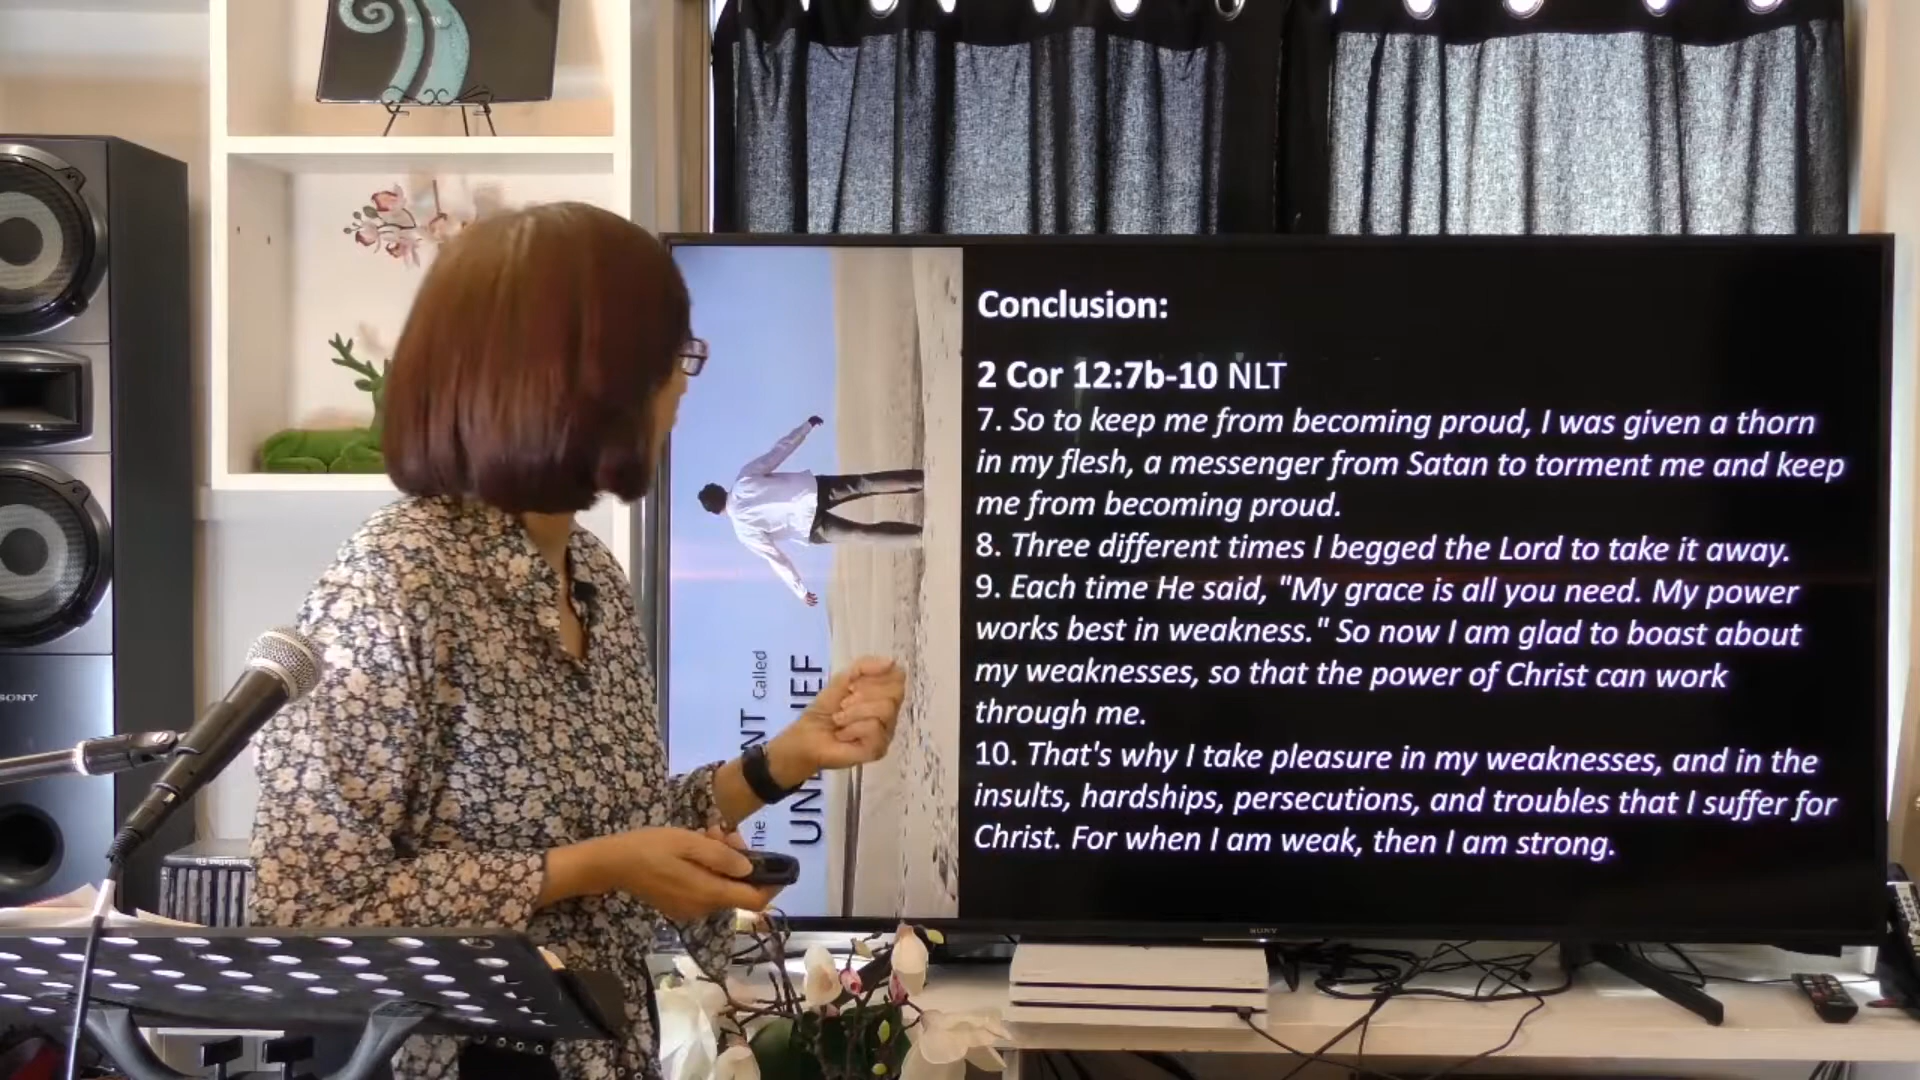 Conclusion:
2 Cor 12:7b-10 NLT
7. So to keep me from becoming proud, I was given a thorn
in my flesh, a messenger from Satan to torment me and keep
me from becoming proud.
8. Three different times I begged the Lord to take it away.
9. Each time He said, "My grace is all you need. My power
works best in weakness." So now I am glad to boast about
my weaknesses, so that the power of Christ can work
through me.
10. That's why I take pleasure in my weaknesses, and in the
insults, hardships, persecutions, and troubles that I suffer for
Christ. For when I am weak, then I am strong.
The Called
SONY
SONY